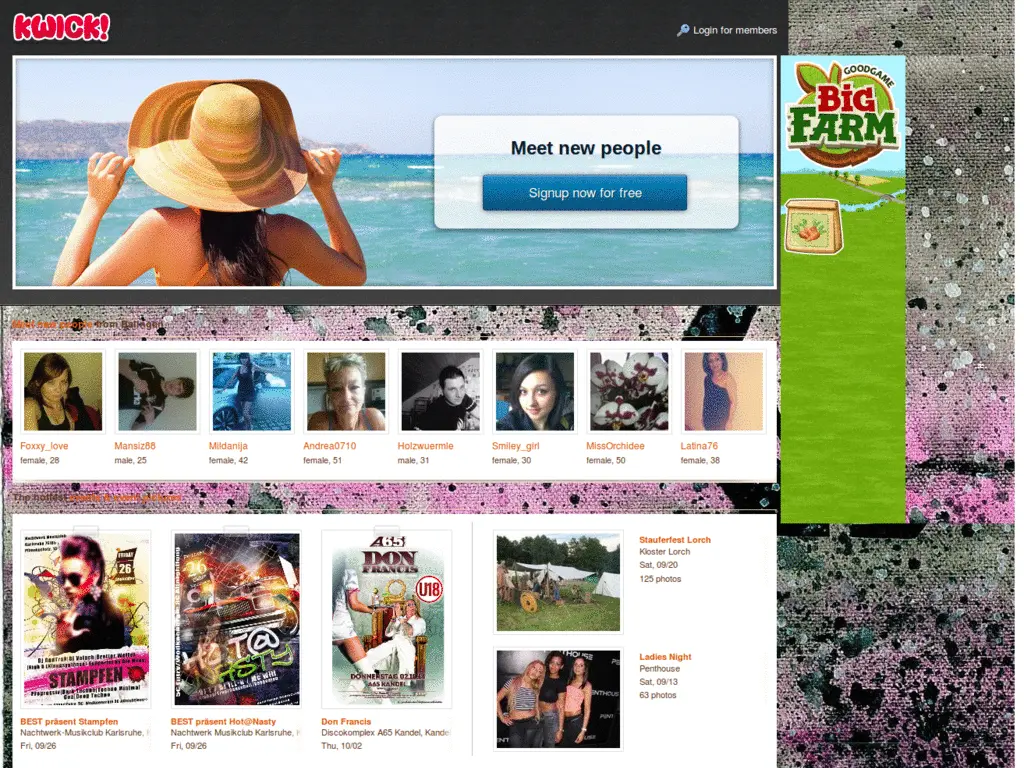 KWICK!
Login for members
GOODGAME
BIG
FARM
Meet new people
Signup now for free
Meet new people from Balingen
Foxxy_love
female, 28
Mansiz88
male, 25
Mildanija
female, 42
Andrea0710
female, 51
Holzwuermle
male, 31
Smiley_girl
female, 30
MissOrchidee
female, 50
Latina76
female, 38
The hottest
FRIDAY
26
STAMPFEN
26
HOT@
NASTY
A65
DON
FRANCIS
U18
DONNERSTAG 02.10
A65 KANDEL
BEST präsent Stampfen
Nachtwerk-Musikclub Karlsruhe,
Fri, 09/26
BEST präsent Hot@Nasty
Nachtwerk Musikclub Karlsruhe,
Fri, 09/26
Don Francis
Discokomplex A65 Kandel, Kande
Thu, 10/02
Stauferfest Lorch
Kloster Lorch
Sat, 09/20
125 photos
PENTHOUSE
Ladies Night
Penthouse
Sat, 09/13
63 photos